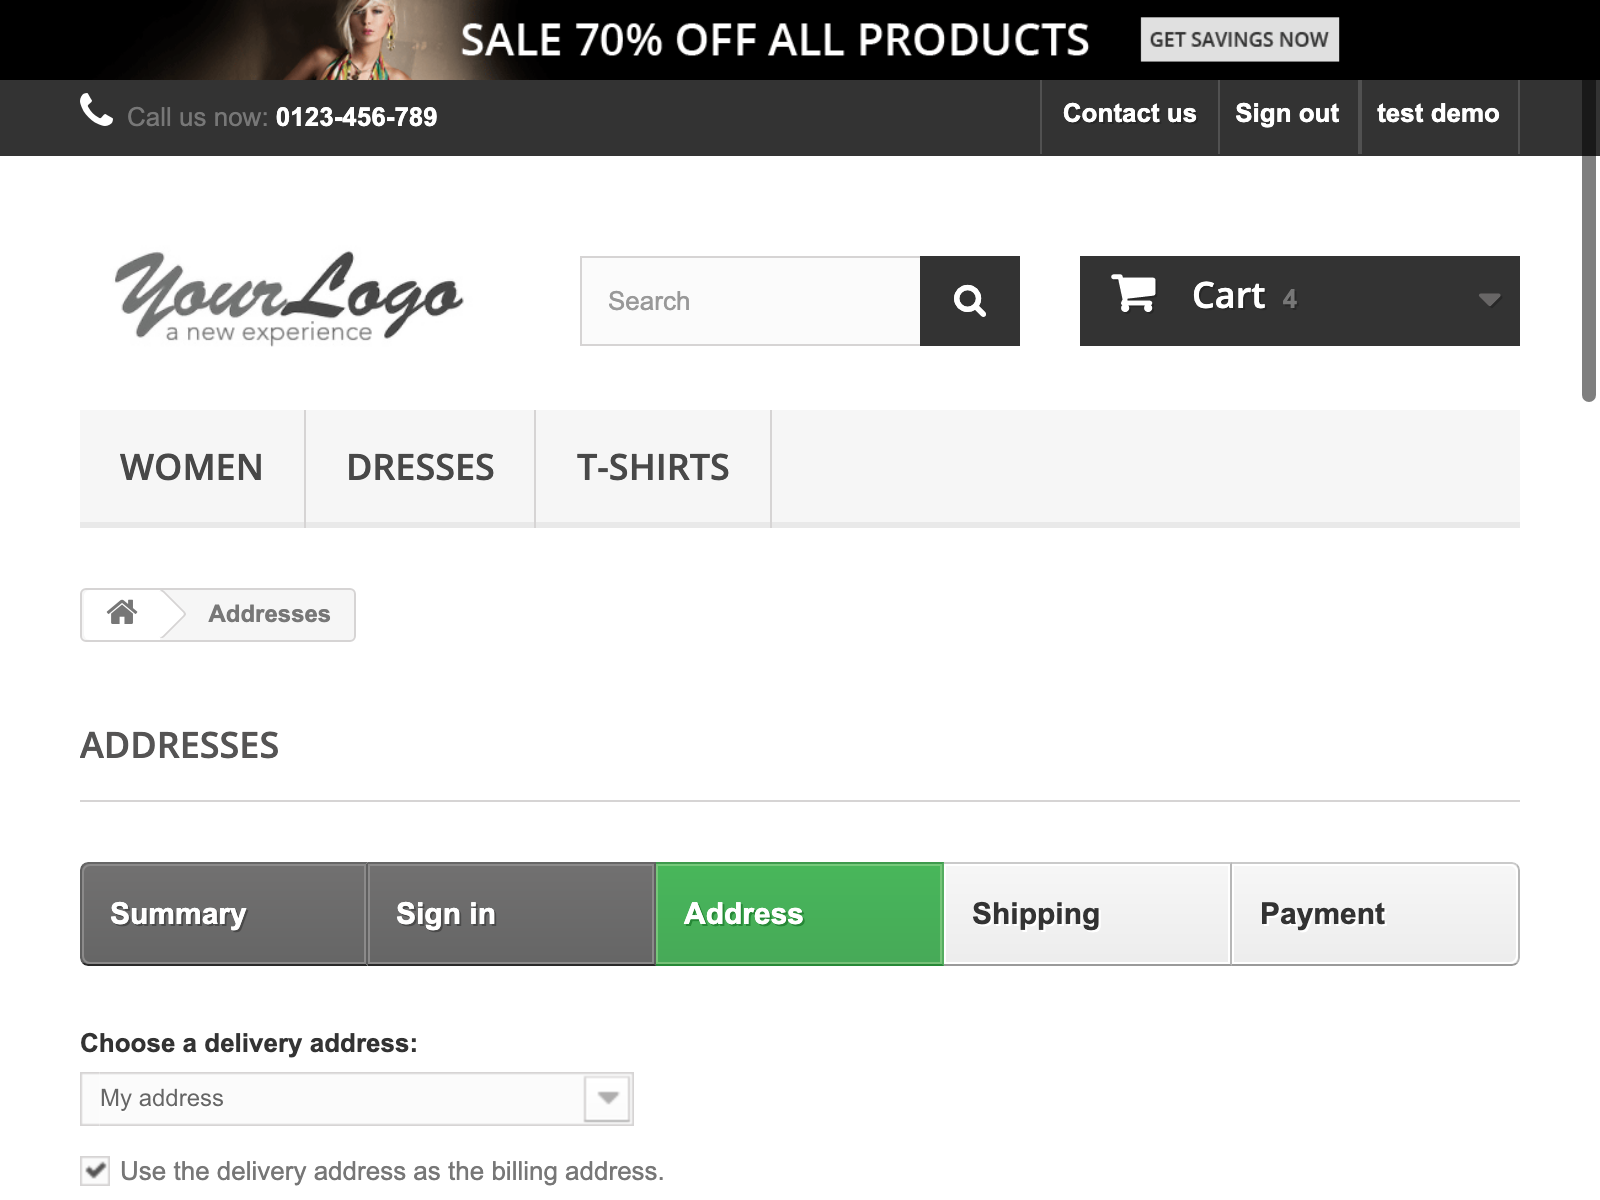 SALE 70% OFF ALL PRODUCTS GET SAVINGS NOW
Call us now: 0123-456-789 Contact us Sign out test demo
YourLogo
a new experience
Search
Cart 4
WOMEN DRESSES T-SHIRTS
Addresses
ADDRESSES
Summary Sign in Address Shipping Payment
Choose a delivery address:
My address
Use the delivery address as the billing address.